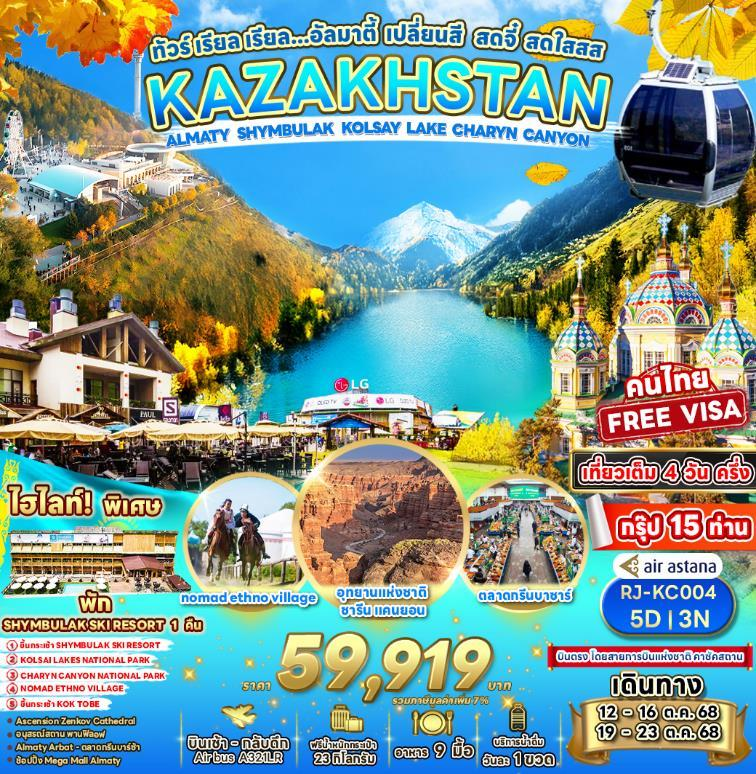 ทัวร์ เรียล เรียล...อัลมาตี้ เปลี่ยนสี สดจี๋ สดใสสส
KAZAKHSTAN
ALMATY SHYMBULAK KOLSAY LAKE CHARYN CANYON
LG
LG
PAUL
S
คนไทย
FREE VISA
เที่ยวเต็ม 4 วัน ครึ่ง
ไฮไลท์! พิเศษ
กรุ๊ป 15 ท่าน
air astana
RJ-KC004
5D | 3N
nomad ethno village
อุทยานแห่งชาติ
ชาริน แคนยอน
ตลาดกรีนบาซาร์
พัก
SHYMBULAK SKI RESORT 1 คืน
1 ขึ้นกระเช้า SHYMBULAK SKI RESORT
2 KOLSAI LAKES NATIONAL PARK
3 CHARYN CANYON NATIONAL PARK
4 NOMAD ETHNO VILLAGE
5 ขึ้นกระเช้า KOK TOBE
• Ascension Zenkov Cathedral
• อนุสรณ์สถาน พานฟิลอฟ
• Almaty Arbat - ตลาดกรีนบาร์ซ่า
• ช้อปปิ้ง Mega Mall Almaty
ราคา 59,919 บาท
รวมภาษีมูลค่าเพิ่ม 7%
บินตรง โดยสายการบินแห่งชาติ คาซัคสถาน
เดินทาง
12 - 16 ต.ค. 68
19 - 23 ต.ค. 68
บินเช้า - กลับดึก
Air bus A321LR
ฟรีน้ำหนักกระเป๋า
23 กิโลกรัม
อาหาร 9 มื้อ
บริการน้ำดื่ม
วันละ 1 ขวด